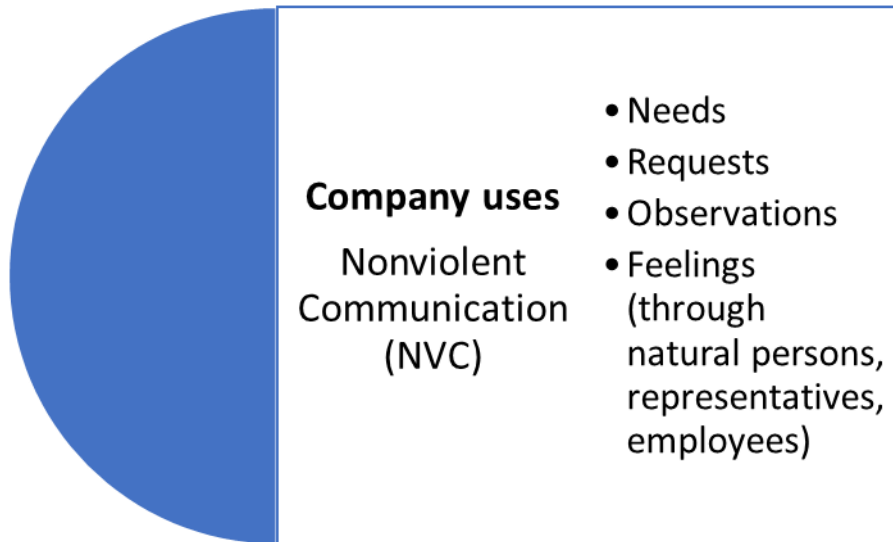 Company uses
Nonviolent
Communication
(NVC)
• Needs
• Requests
• Observations
• Feelings
(through
natural persons,
representatives,
employees)